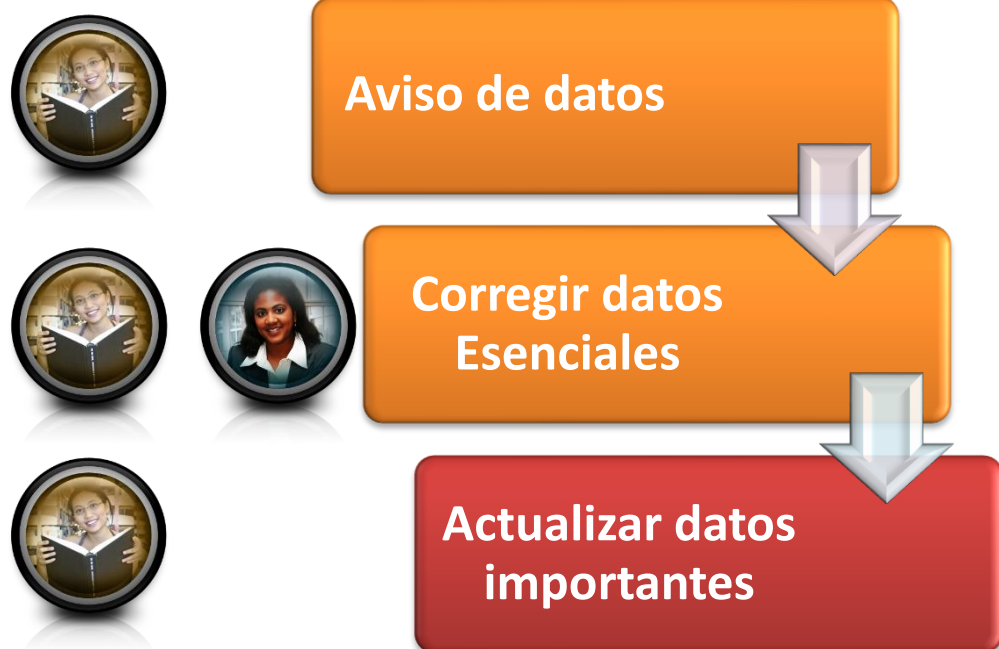 Aviso de datos
Corregir datos
Esenciales
Actualizar datos
importantes